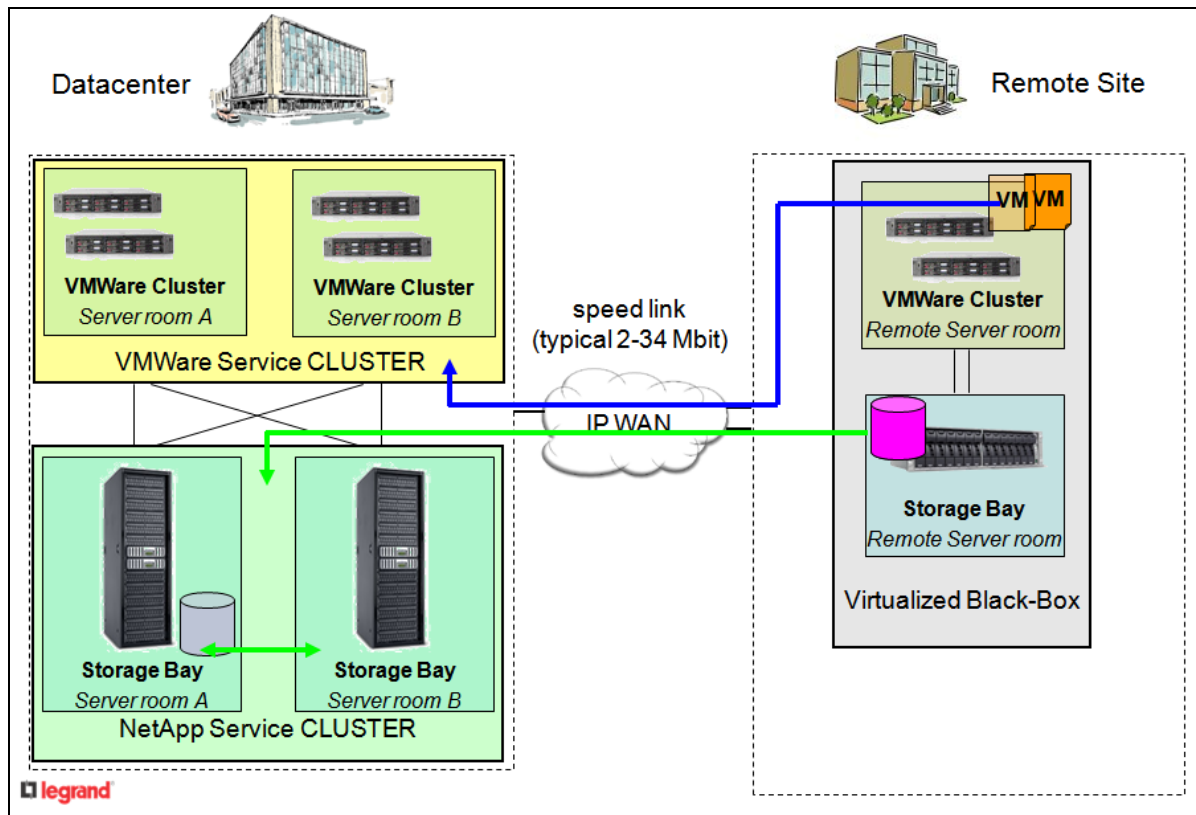 Datacenter
Remote Site
VMWare Cluster
Server room A
VMWare Cluster
Server room B
VMWare Service CLUSTER
speed link
(typical 2-34 Mbit)
IP WAN
VM
VM
VMWare Cluster
Remote Server room
Storage Bay
Remote Server room
Virtualized Black-Box
Storage Bay
Server room A
Storage Bay
Server room B
NetApp Service CLUSTER
legrand